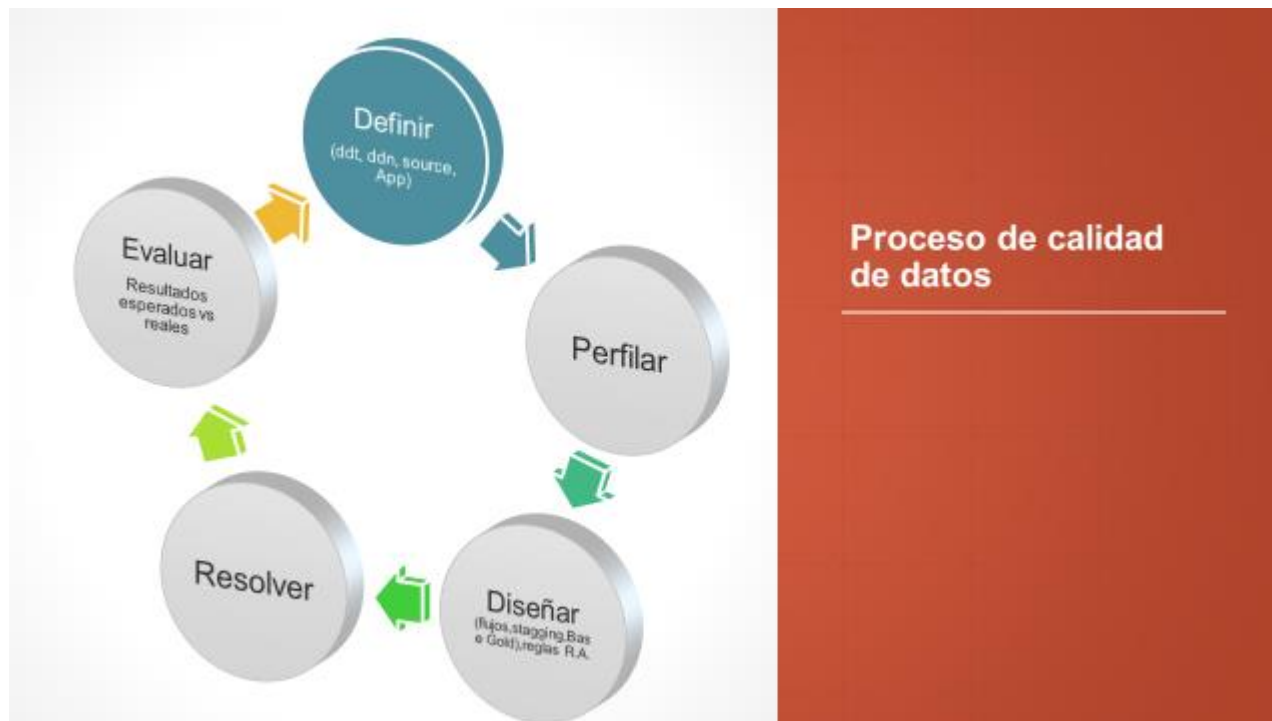 Definir
(ddt, ddn, source,
App)
Perfilar
Diseñar
(flujos,stagging,Bas
e Gold),reglas R.A.
Resolver
Evaluar
Resultados
esperados vs
reales
Proceso de calidad
de datos